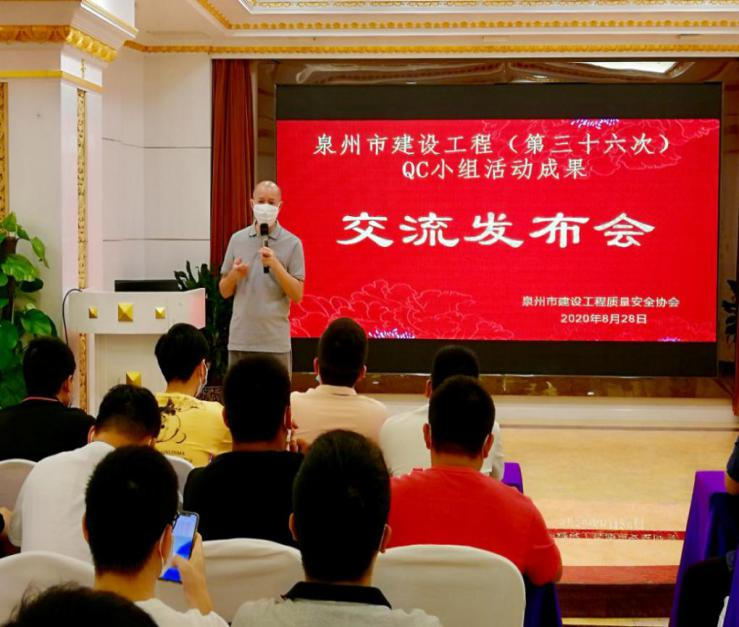 泉州市建设工程（第三十六次）
QC小组活动成果
交流发布会
泉州市建设工程质量安全协会
2020年8月28日